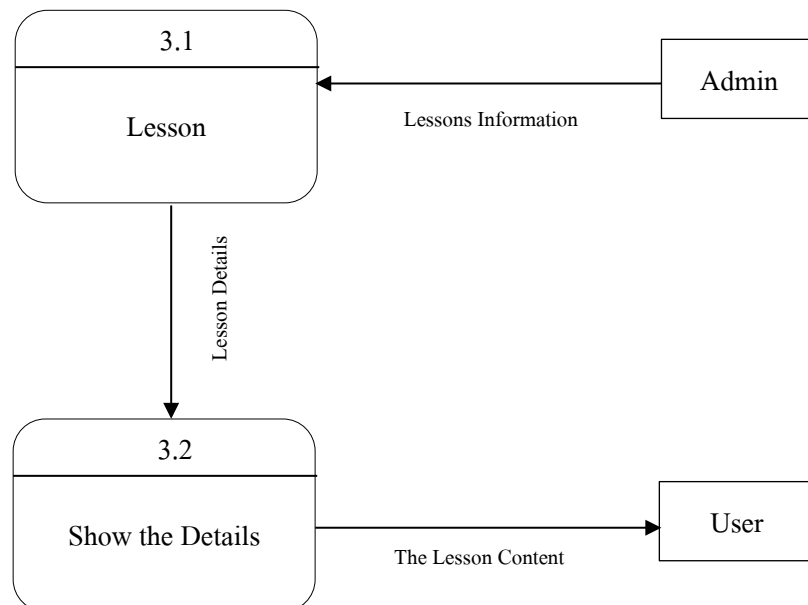 3.1
Lesson
Admin
Lessons Information
Lesson Details
3.2
Show the Details
User
The Lesson Content